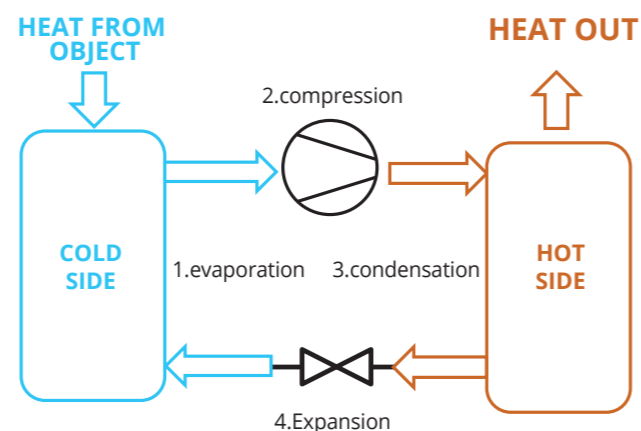 HEAT FROM
OBJECT
HEAT OUT
2.compression
COLD
SIDE
1.evaporation
3.condensation
HOT
SIDE
4.Expansion